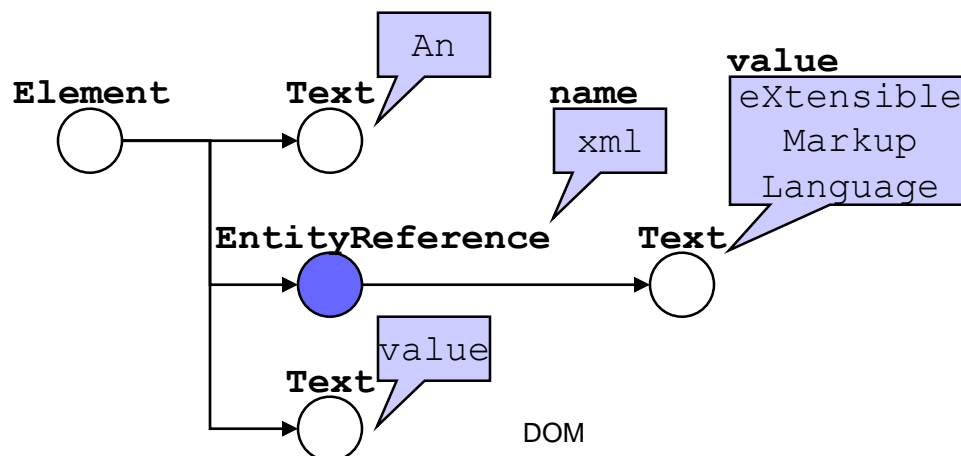 An
value
Element
Text
name
eXtensible
Markup
Language
xml
EntityReference
Text
value
Text
DOM